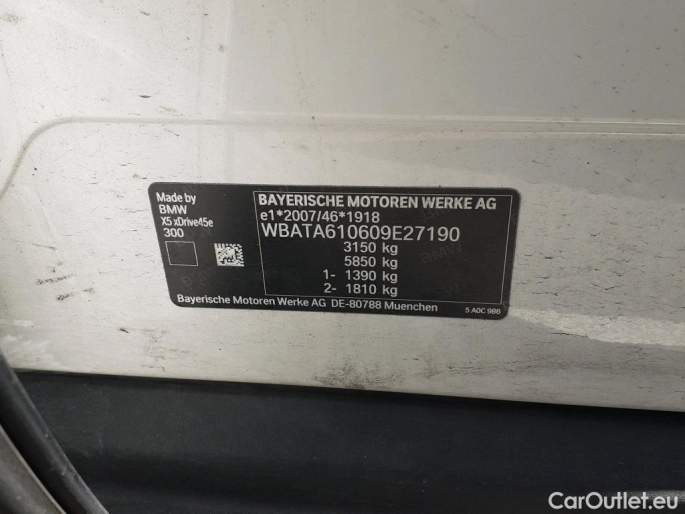 Made by
BMW
X5 xDrive45e
300
BAYERISCHE MOTOREN WERKE AG
e1*2007/46*1918
WBATA610609E27190
3150 kg
5850 kg
1- 1390 kg
2- 1810 kg
Bayerische Motoren Werke AG DE-80788 Muenchen
5 A0C 986
CarOutlet.eu